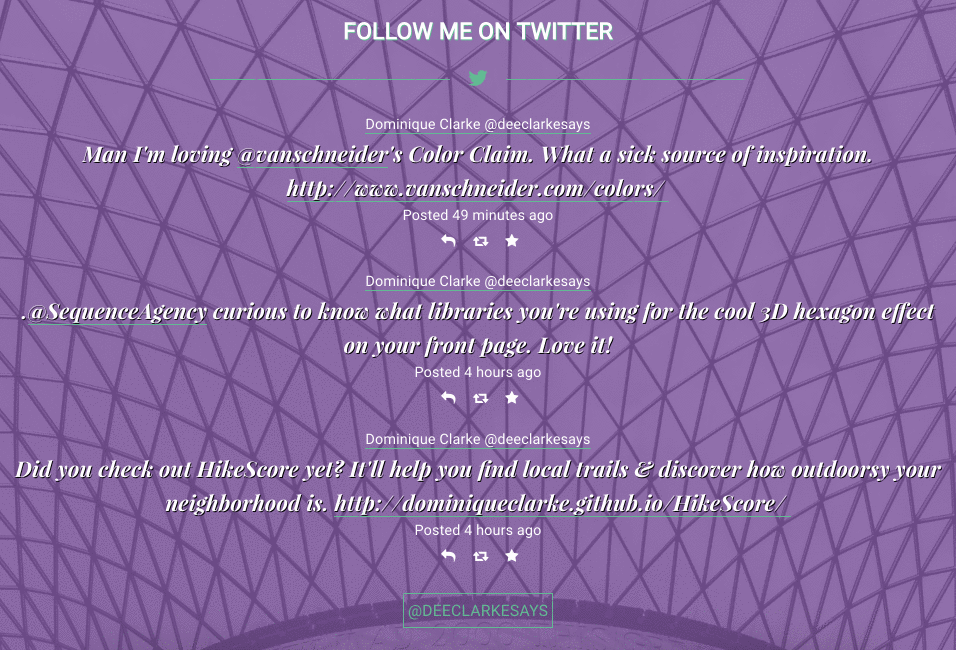 FOLLOW ME ON TWITTER
Dominique Clarke @deeclarkesays
Man I'm loving @vanschneider's Color Claim. What a sick source of inspiration.
http://www.vanschneider.com/colors/
Posted 49 minutes ago
Dominique Clarke @deeclarkesays
.@SequenceAgency curious to know what libraries you're using for the cool 3D hexagon effect
on your front page. Love it!
Posted 4 hours ago
Dominique Clarke @deeclarkesays
Did you check out HikeScore yet? It'll help you find local trails & discover how outdoorsy your
neighborhood is. http://dominiqueclarke.github.io/HikeScore/
Posted 4 hours ago
@DEECLARKESAYS